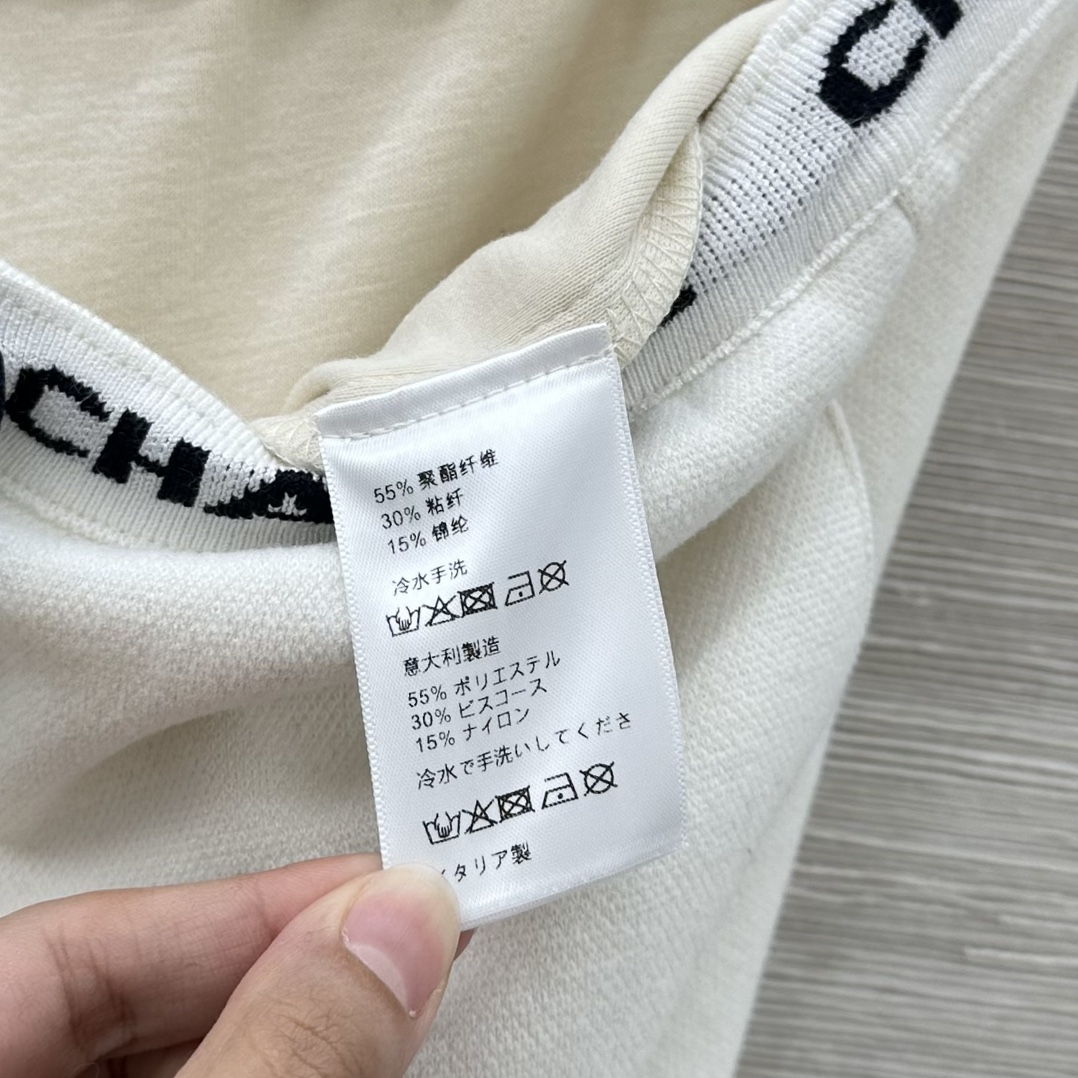 CHA
C
55% 聚酯纤维
30% 粘纤
15% 锦纶
冷水手洗
意大利製造
55% ポリエステル
30% ビスコース
15% ナイロン
冷水で手洗いしてくださ
イタリア製